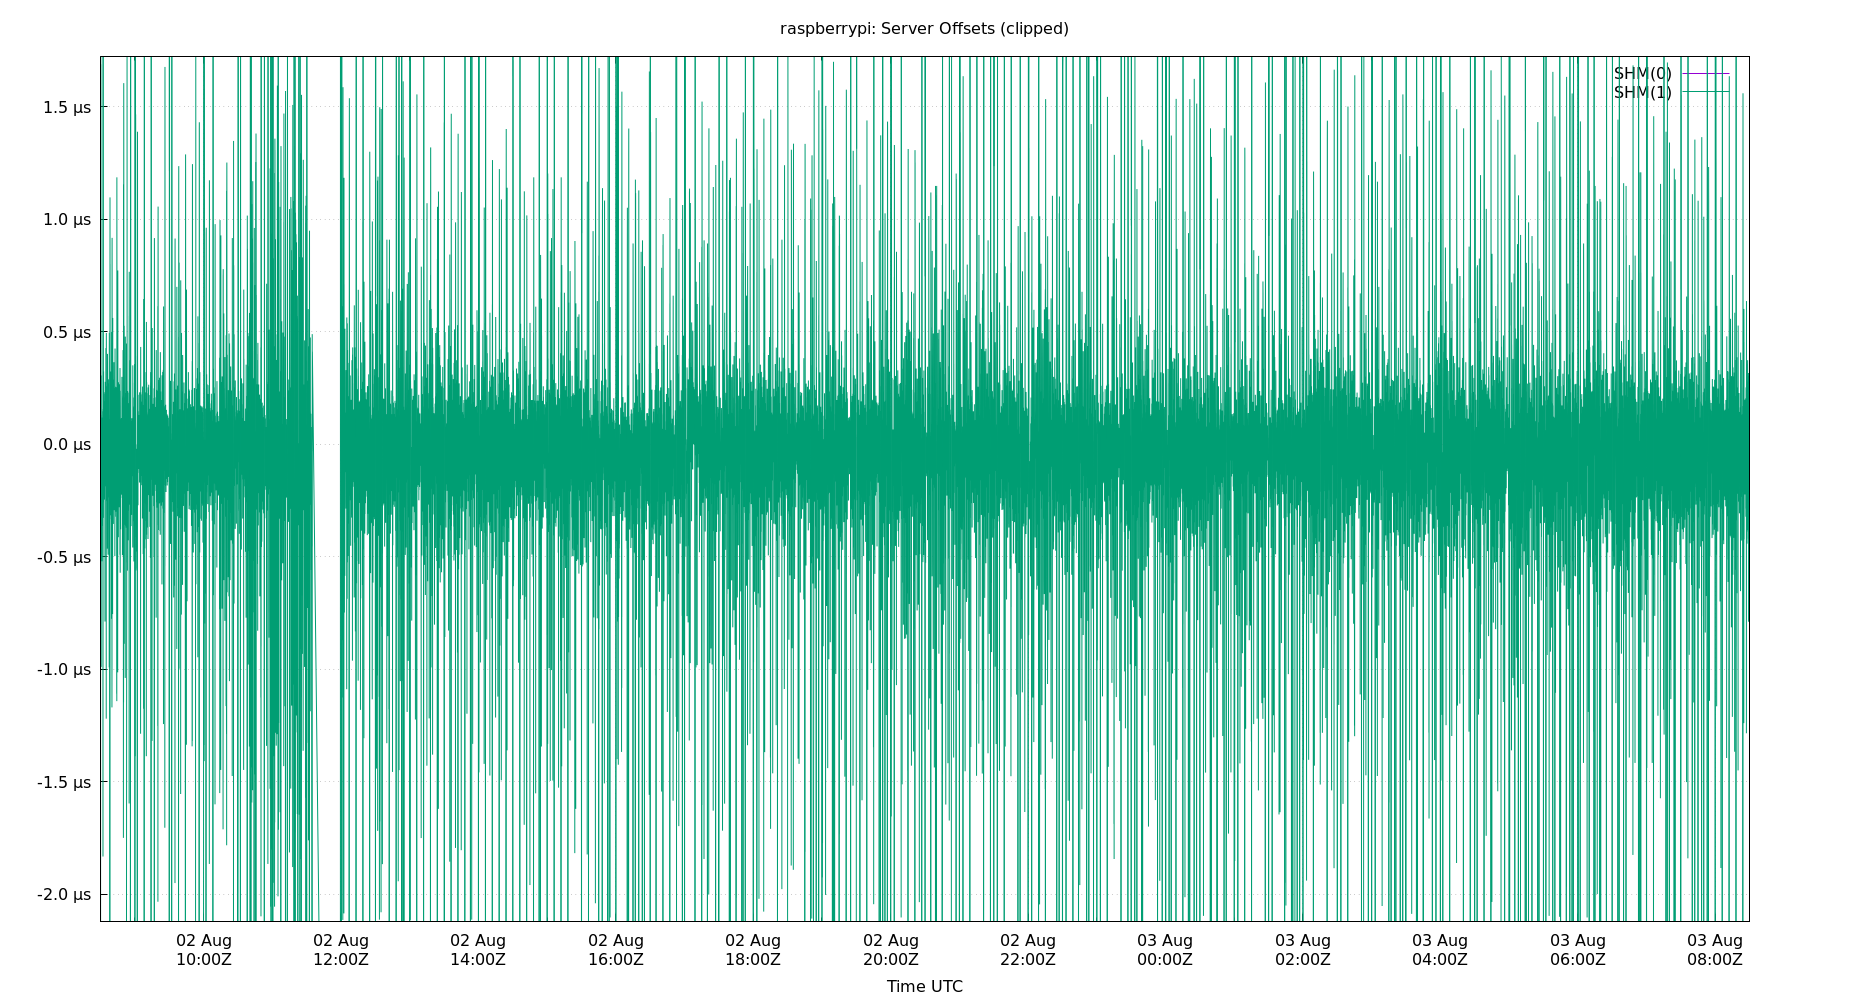 raspberrypi: Server Offsets (clipped)
SHM(0)
SHM(1)
1.5 µs
1.0 µs
0.5 µs
0.0 µs
-0.5 µs
-1.0 µs
-1.5 µs
-2.0 µs
02 Aug 02 Aug 02 Aug 02 Aug 02 Aug 02 Aug 02 Aug 03 Aug 03 Aug 03 Aug 03 Aug 03 Aug
10:00Z 12:00Z 14:00Z 16:00Z 18:00Z 20:00Z 22:00Z 00:00Z 02:00Z 04:00Z 06:00Z 08:00Z
Time UTC